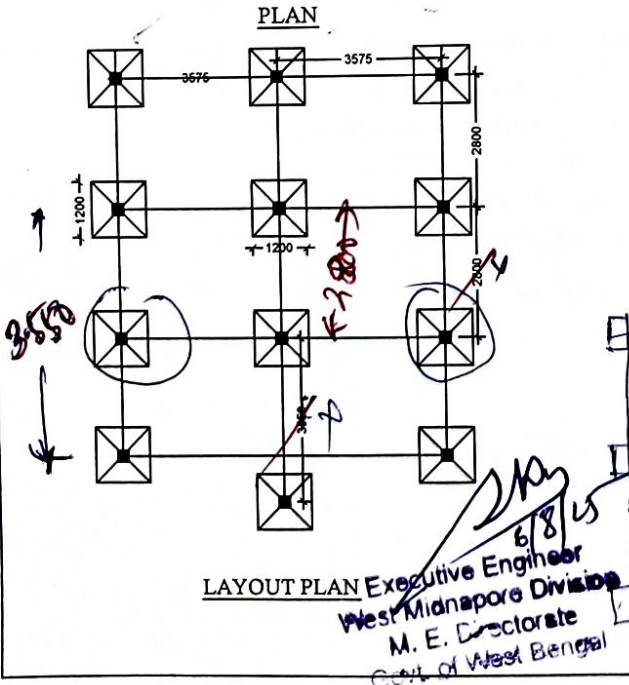 PLAN
3575
3575
2800
1200
1200
2800
2800
3550
3050
6/8/25
LAYOUT PLAN
Executive Engineer
West Midnapore Division
M. E. Directorate
Govt. of West Bengal